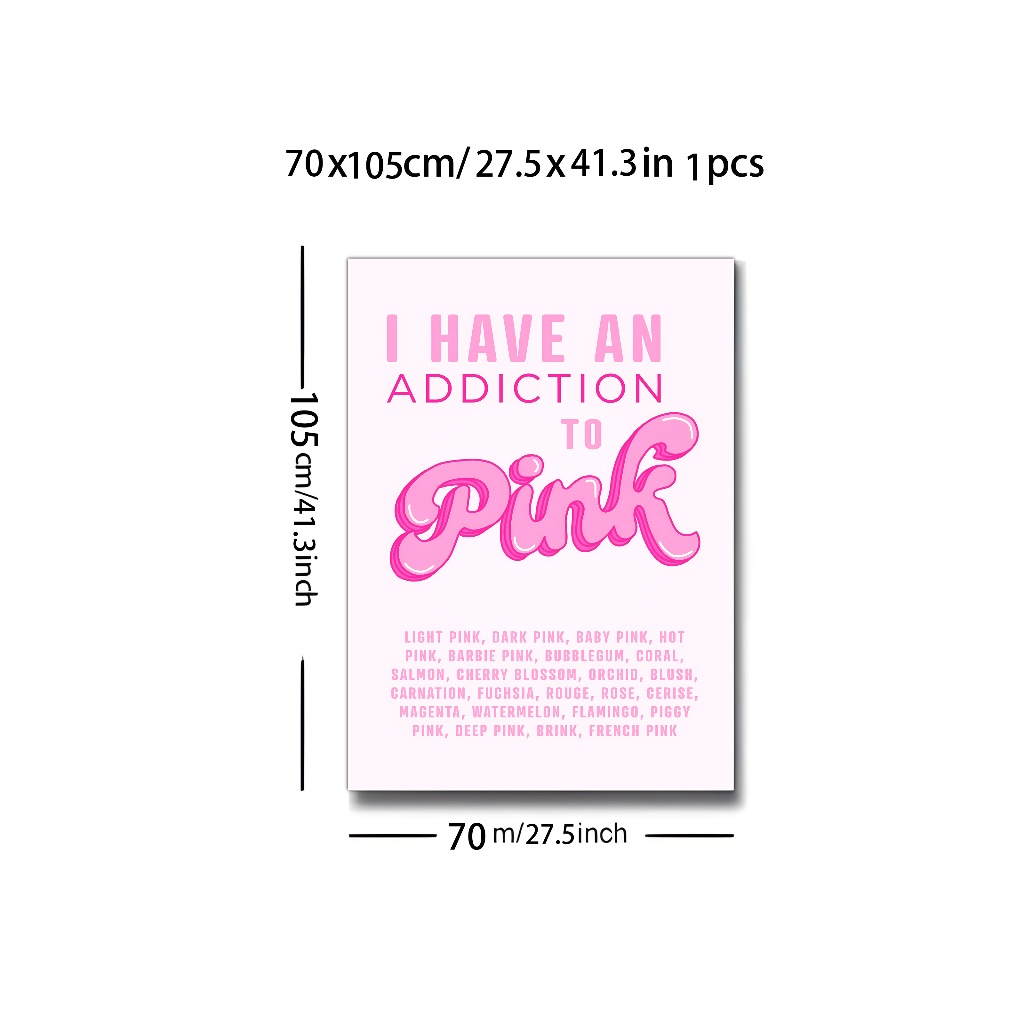 70x105cm/27.5x41.3in 1pcs
I HAVE AN
ADDICTION
TO
Pink
LIGHT PINK, DARK PINK, BABY PINK, HOT
PINK, BARBIE PINK, BUBBLEGUM, CORAL,
SALMON, CHERRY BLOSSOM, ORCHID, BLUSH,
CARNATION, FUCHSIA, ROUGE, ROSE, CERISE,
MAGENTA, WATERMELON, FLAMINGO, PIGGY
PINK, DEEP PINK, BRINK, FRENCH PINK
105cm/41.3inch
70 m/27.5inch